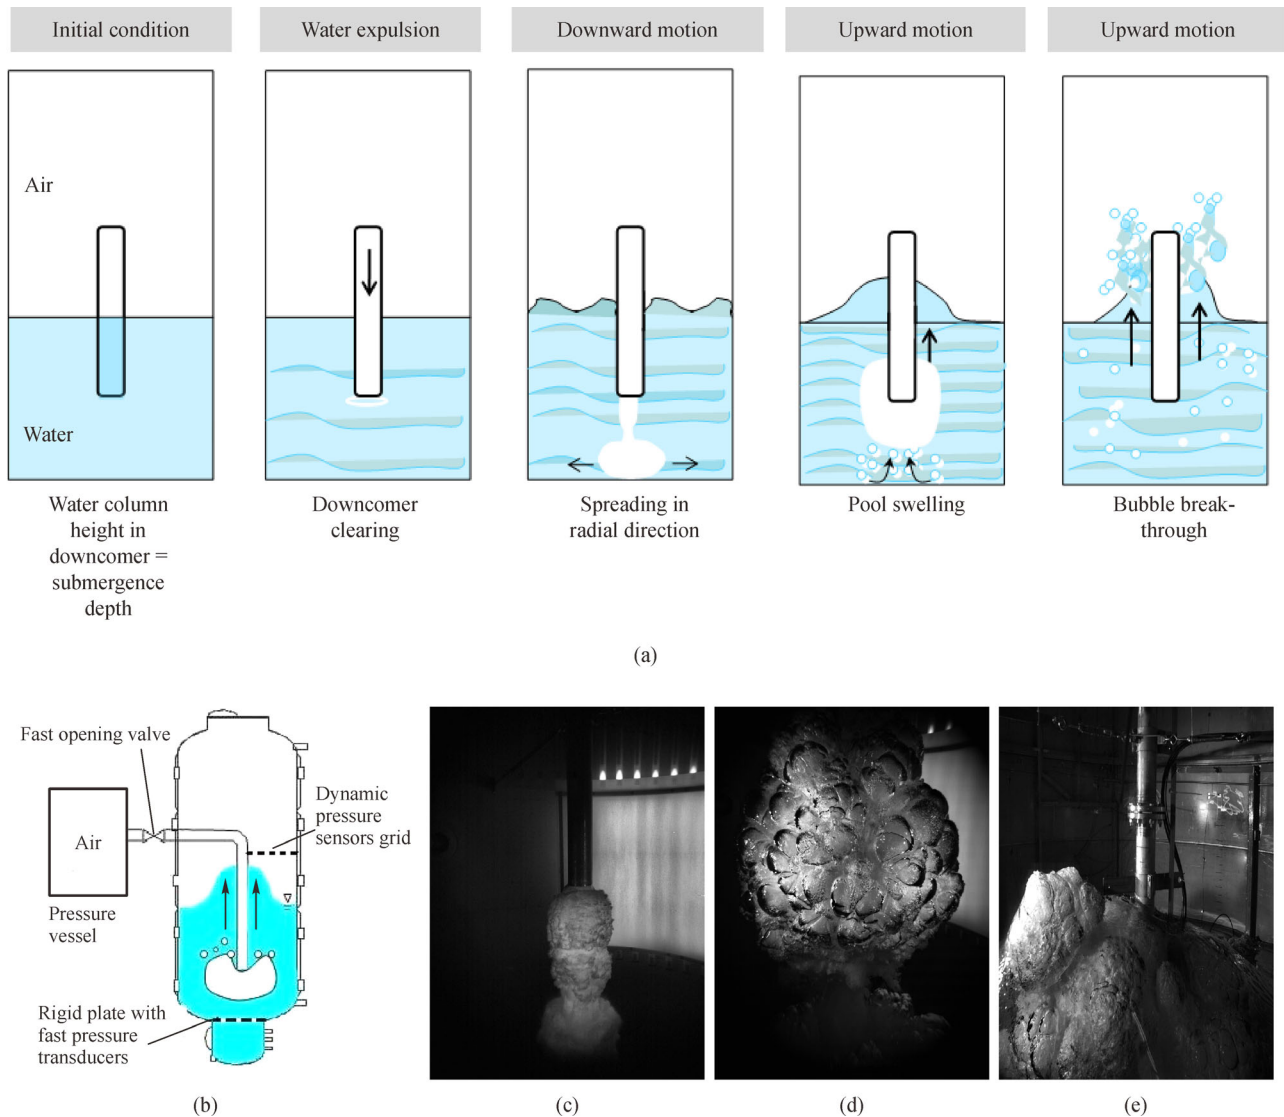 Initial condition
Water expulsion
Downward motion
Upward motion
Upward motion
Air
Water
Water column
height in
downcomer =
submergence
depth
Downcomer
clearing
Spreading in
radial direction
Pool swelling
Bubble break-
through
(a)
Fast opening valve
Air
Pressure
vessel
Dynamic
pressure
sensors grid
Rigid plate with
fast pressure
transducers
(b)
(c)
(d)
(e)